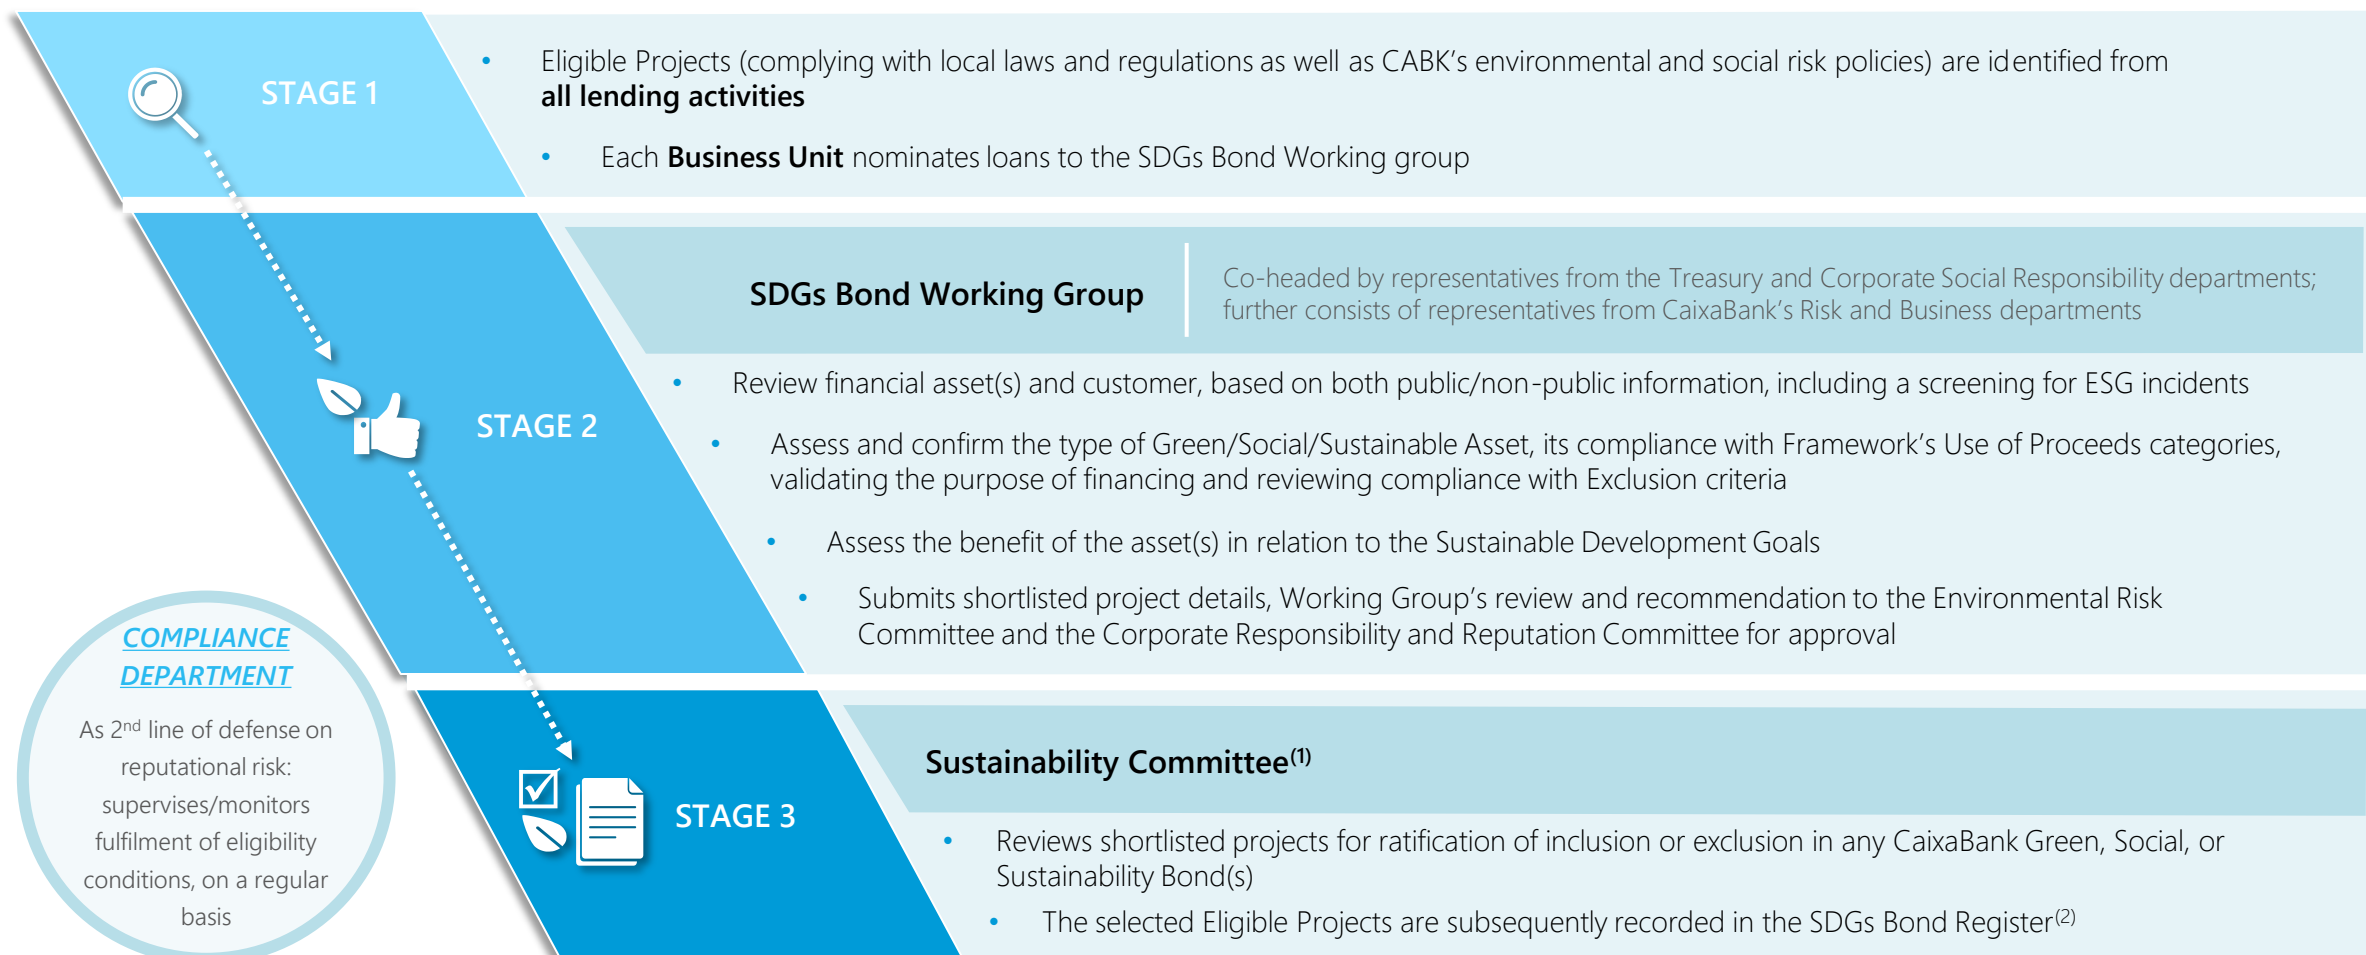 STAGE 1
• Eligible Projects (complying with local laws and regulations as well as CABK's environmental and social risk policies) are identified from
all lending activities
• Each Business Unit nominates loans to the SDGs Bond Working group
STAGE 2
SDGs Bond Working Group
Co-headed by representatives from the Treasury and Corporate Social Responsibility departments;
further consists of representatives from CaixaBank's Risk and Business departments
• Review financial asset(s) and customer, based on both public/non-public information, including a screening for ESG incidents
• Assess and confirm the type of Green/Social/Sustainable Asset, its compliance with Framework's Use of Proceeds categories,
validating the purpose of financing and reviewing compliance with Exclusion criteria
• Assess the benefit of the asset(s) in relation to the Sustainable Development Goals
• Submits shortlisted project details, Working Group's review and recommendation to the Environmental Risk
Committee and the Corporate Responsibility and Reputation Committee for approval
COMPLIANCE
DEPARTMENT
As 2nd line of defense on
reputational risk:
supervises/monitors
fulfilment of eligibility
conditions, on a regular
basis
STAGE 3
Sustainability Committee(1)
• Reviews shortlisted projects for ratification of inclusion or exclusion in any CaixaBank Green, Social, or
Sustainability Bond(s)
• The selected Eligible Projects are subsequently recorded in the SDGs Bond Register(2)